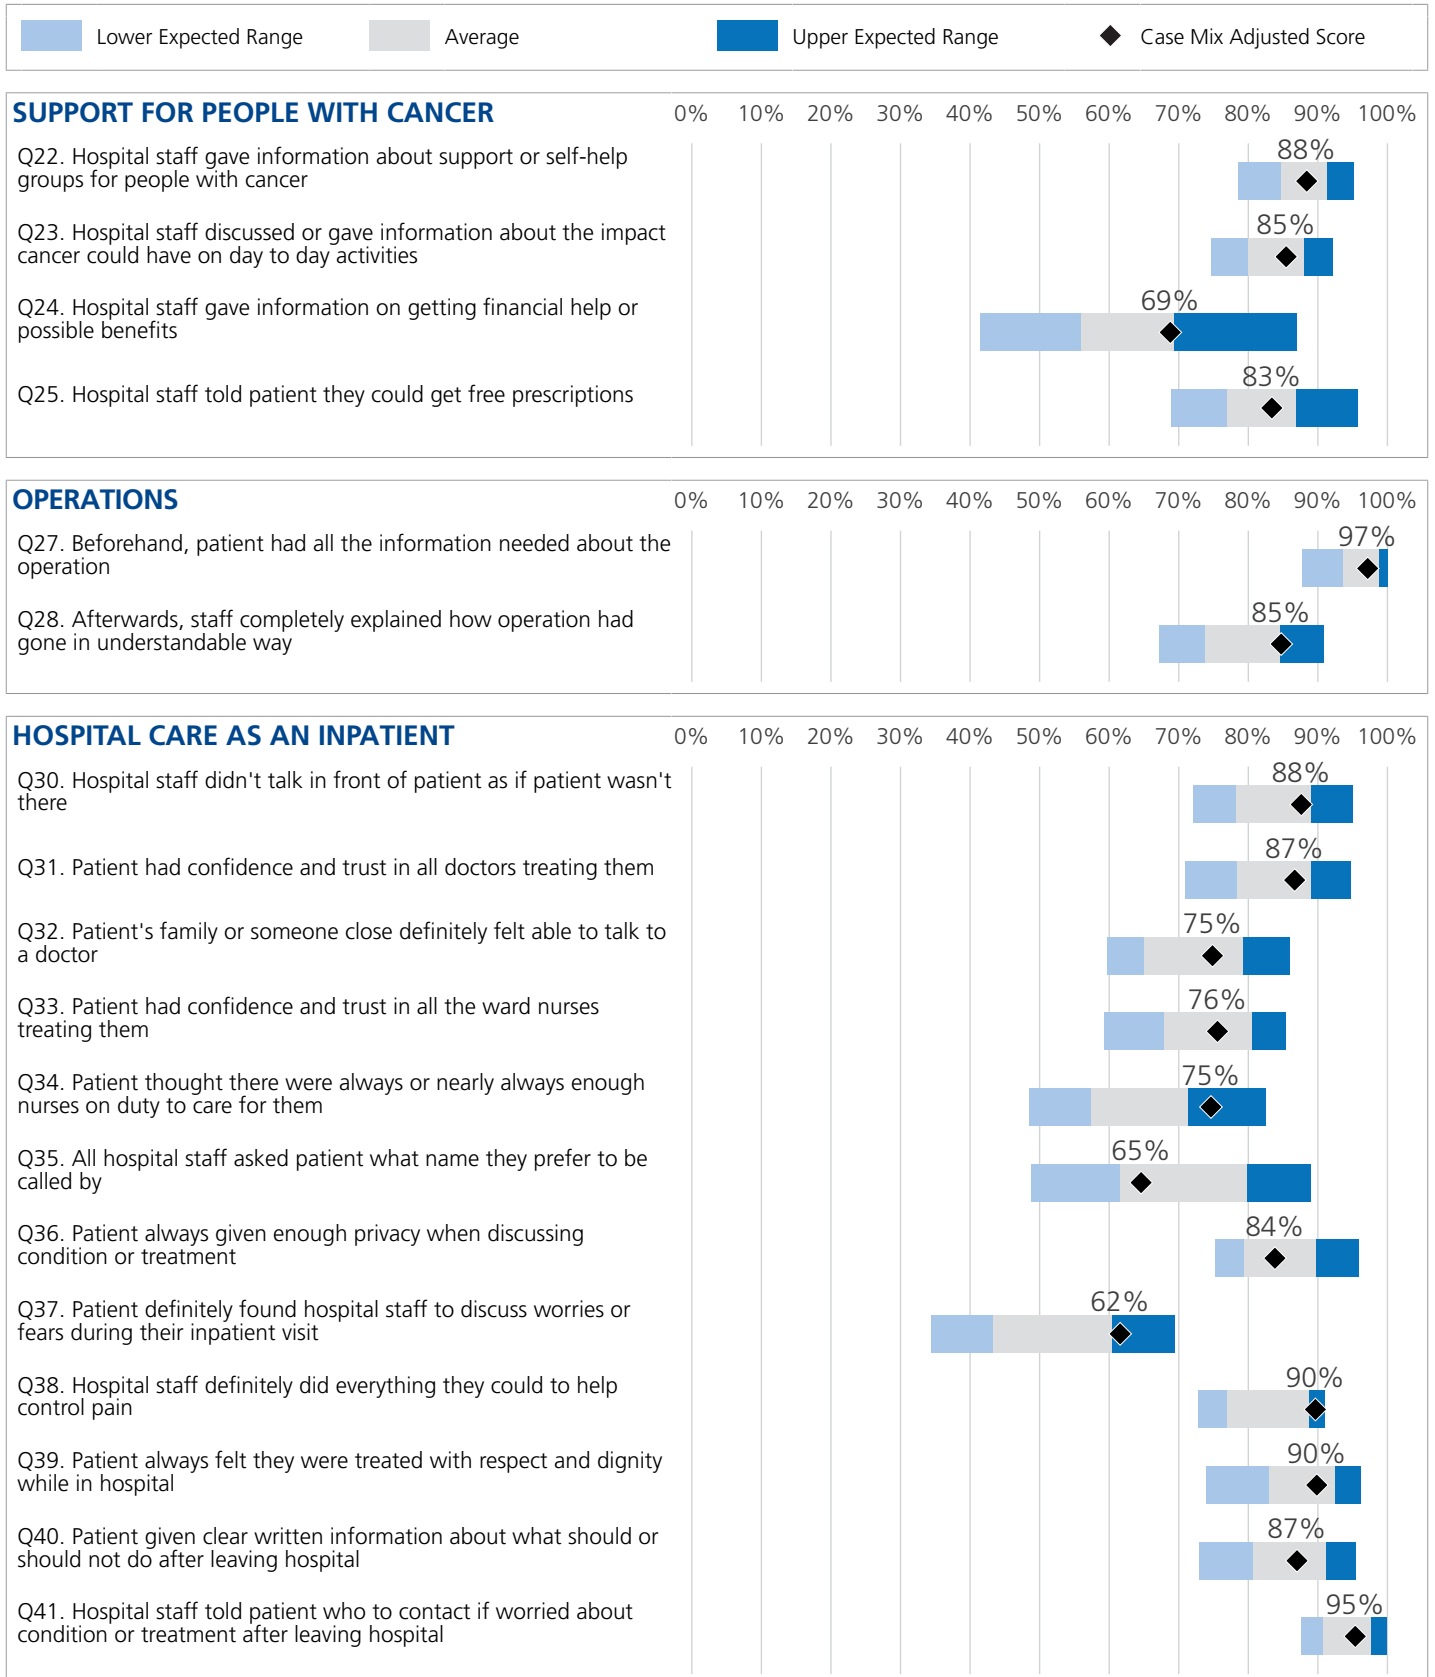 Lower Expected Range Average Upper Expected Range Case Mix Adjusted Score
SUPPORT FOR PEOPLE WITH CANCER 0% 10% 20% 30% 40% 50% 60% 70% 80% 90% 100%
Q22. Hospital staff gave information about support or self-help
groups for people with cancer
88%
Q23. Hospital staff discussed or gave information about the impact
cancer could have on day to day activities
85%
Q24. Hospital staff gave information on getting financial help or
possible benefits
69%
Q25. Hospital staff told patient they could get free prescriptions
83%
OPERATIONS 0% 10% 20% 30% 40% 50% 60% 70% 80% 90% 100%
Q27. Beforehand, patient had all the information needed about the
operation
97%
Q28. Afterwards, staff completely explained how operation had
gone in understandable way
85%
HOSPITAL CARE AS AN INPATIENT 0% 10% 20% 30% 40% 50% 60% 70% 80% 90% 100%
Q30. Hospital staff didn't talk in front of patient as if patient wasn't
there
88%
Q31. Patient had confidence and trust in all doctors treating them
87%
Q32. Patient's family or someone close definitely felt able to talk to
a doctor
75%
Q33. Patient had confidence and trust in all the ward nurses
treating them
76%
Q34. Patient thought there were always or nearly always enough
nurses on duty to care for them
75%
Q35. All hospital staff asked patient what name they prefer to be
called by
65%
Q36. Patient always given enough privacy when discussing
condition or treatment
84%
Q37. Patient definitely found hospital staff to discuss worries or
fears during their inpatient visit
62%
Q38. Hospital staff definitely did everything they could to help
control pain
90%
Q39. Patient always felt they were treated with respect and dignity
while in hospital
90%
Q40. Patient given clear written information about what should or
should not do after leaving hospital
87%
Q41. Hospital staff told patient who to contact if worried about
condition or treatment after leaving hospital
95%